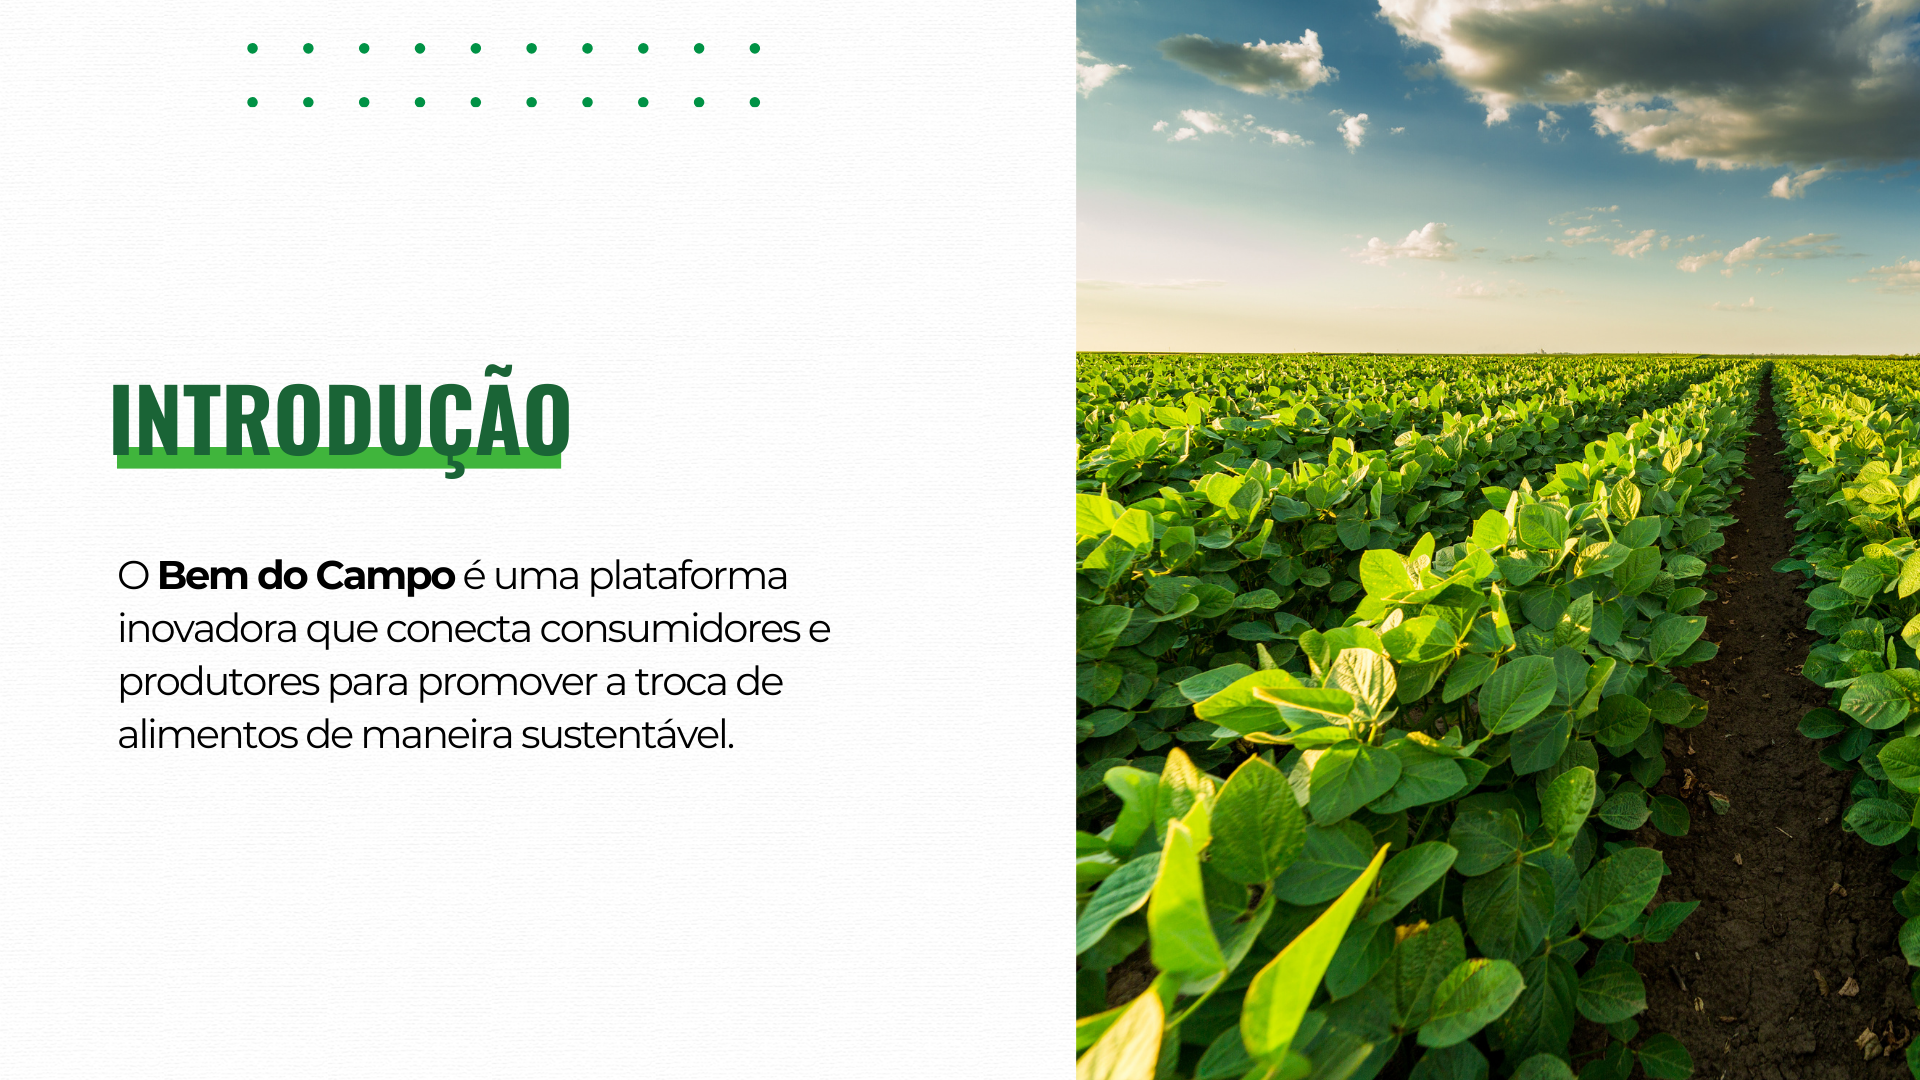 INTRODUÇÃO
O Bem do Campo é uma plataforma
inovadora que conecta consumidores e
produtores para promover a troca de
alimentos de maneira sustentável.